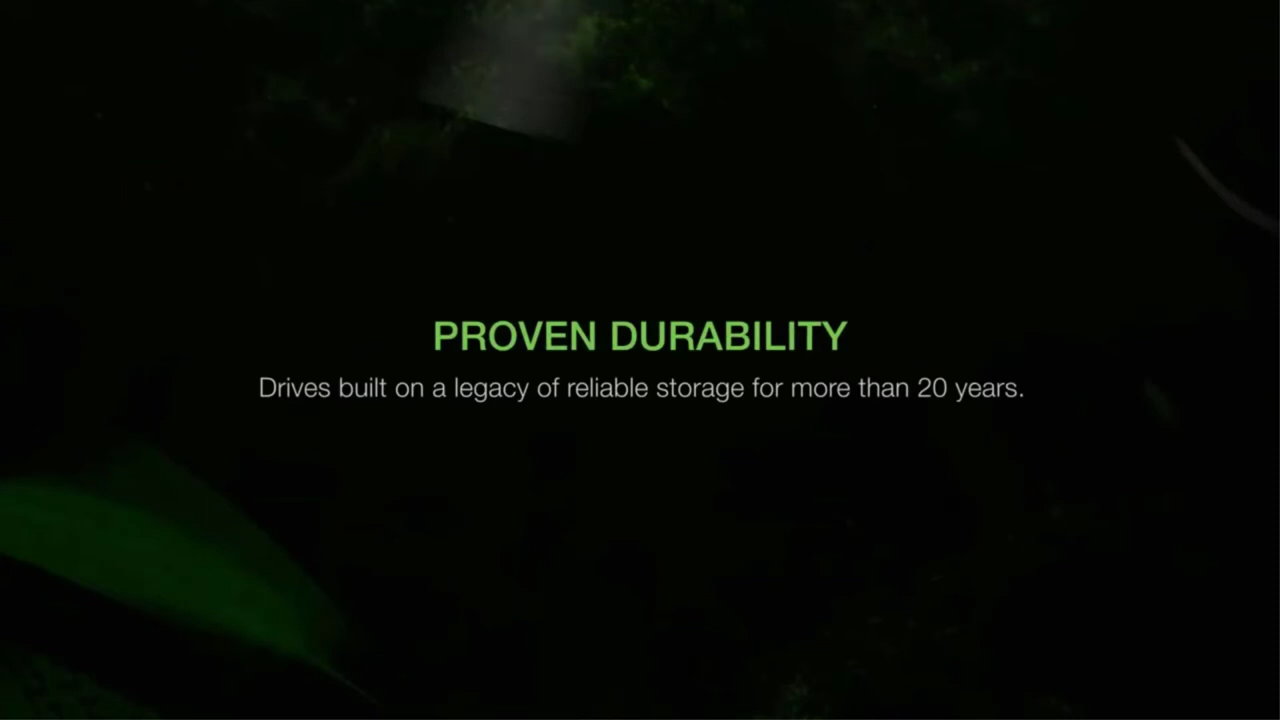 PROVEN DURABILITY
Drives built on a legacy of reliable storage for more than 20 years.